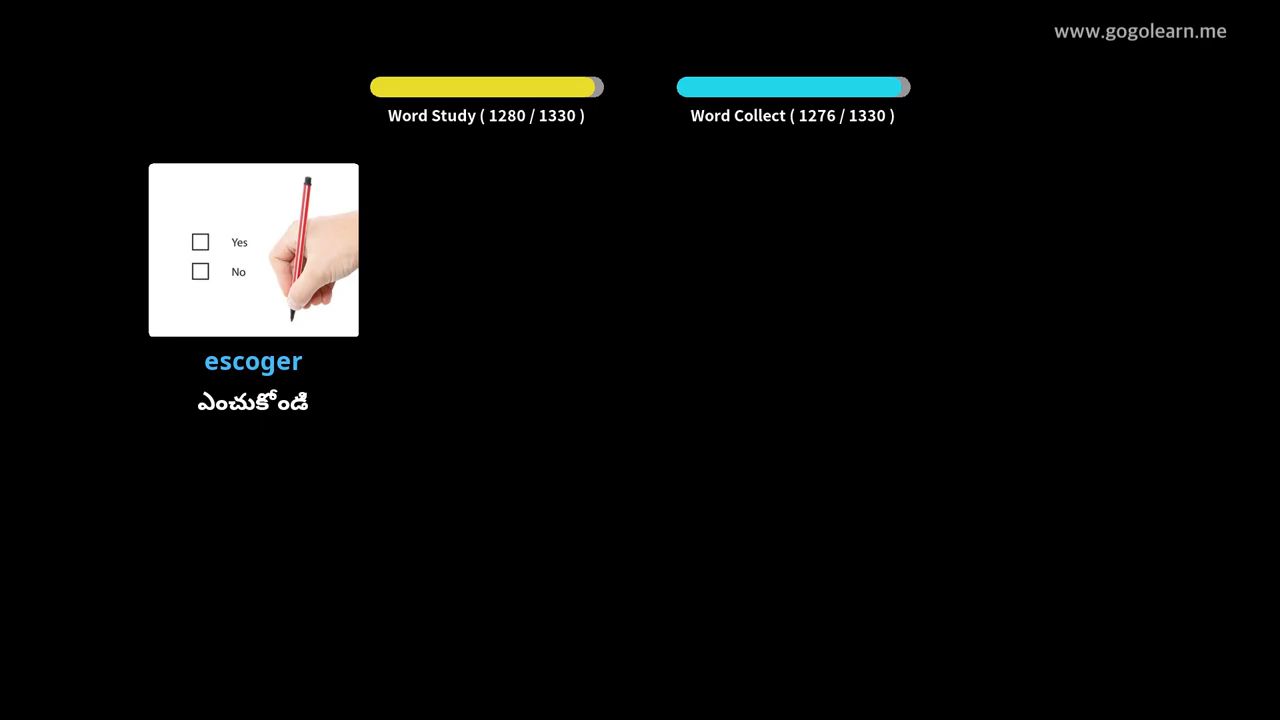 www.gogolearn.me
Word Study ( 1280 / 1330 )
Word Collect ( 1276 / 1330 )
Yes
No
escoger
ఎంచుకోండి